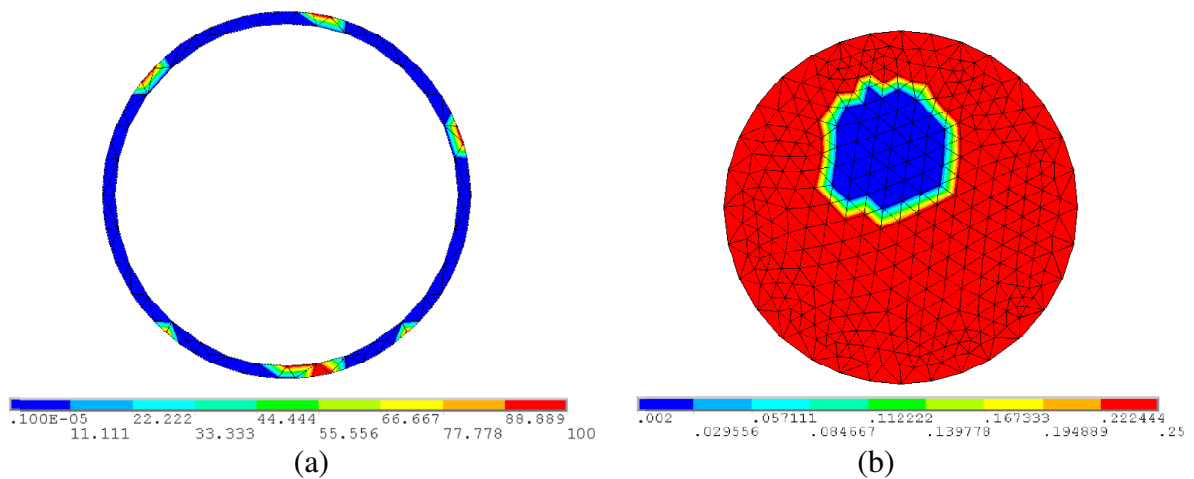 .100E-05 22.222 44.444 66.667 88.889
11.111 33.333 55.556 77.778 100
.002 .057111 .112222 .167333 .222444
.029556 .084667 .139778 .194889 .25
(a)
(b)